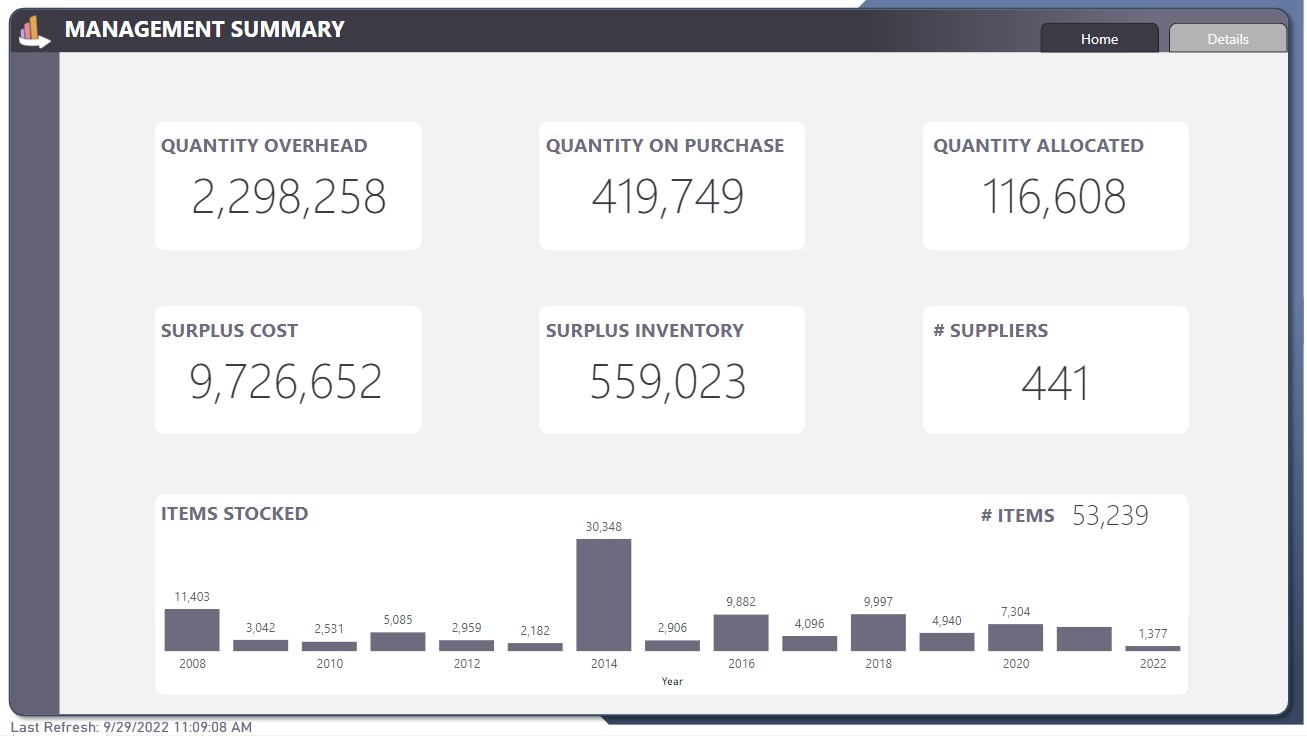 MANAGEMENT SUMMARY
Home
Details
QUANTITY OVERHEAD
2,298,258
QUANTITY ON PURCHASE
419,749
QUANTITY ALLOCATED
116,608
SURPLUS COST
9,726,652
SURPLUS INVENTORY
559,023
# SUPPLIERS
441
ITEMS STOCKED
# ITEMS 53,239
11,403
3,042
2,531
5,085
2,959
2,182
30,348
2,906
9,882
4,096
9,997
4,940
7,304
1,377
2008 2010 2012 2014 2016 2018 2020 2022
Year
Last Refresh: 9/29/2022 11:09:08 AM